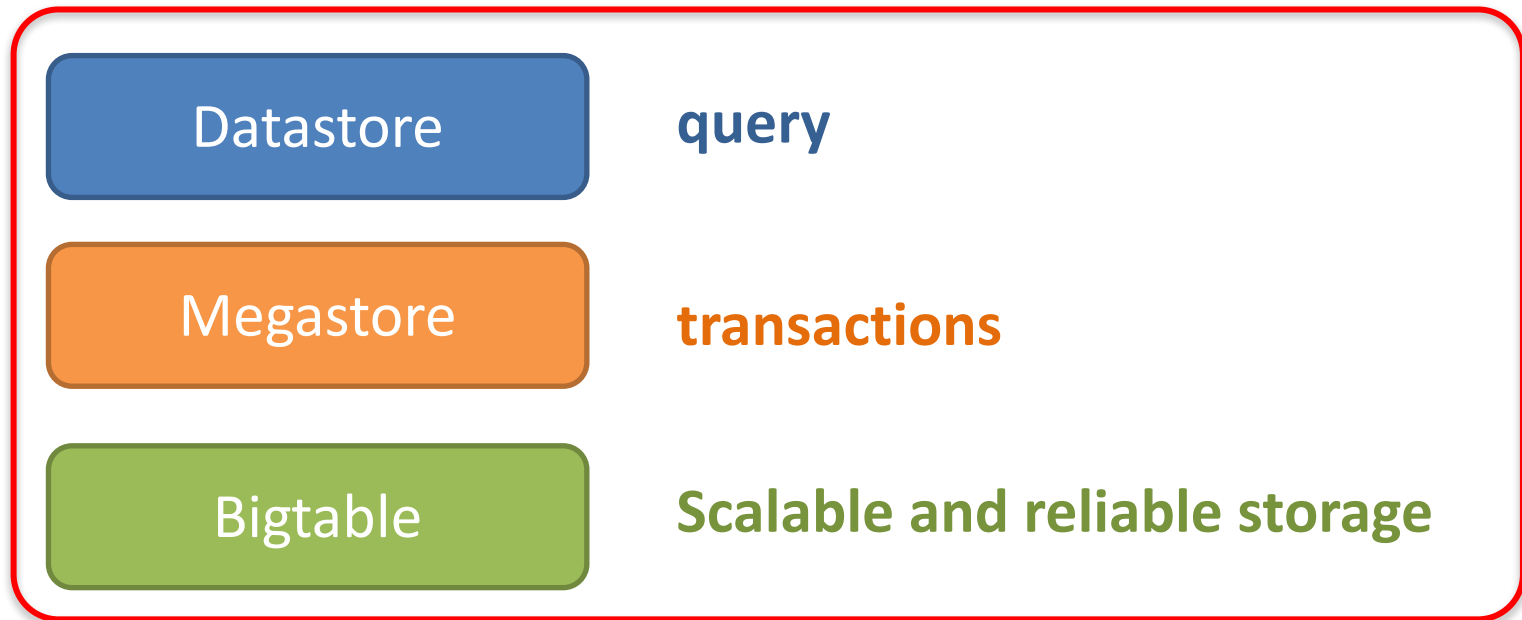 Datastore
query
Megastore
transactions
Bigtable
Scalable and reliable storage